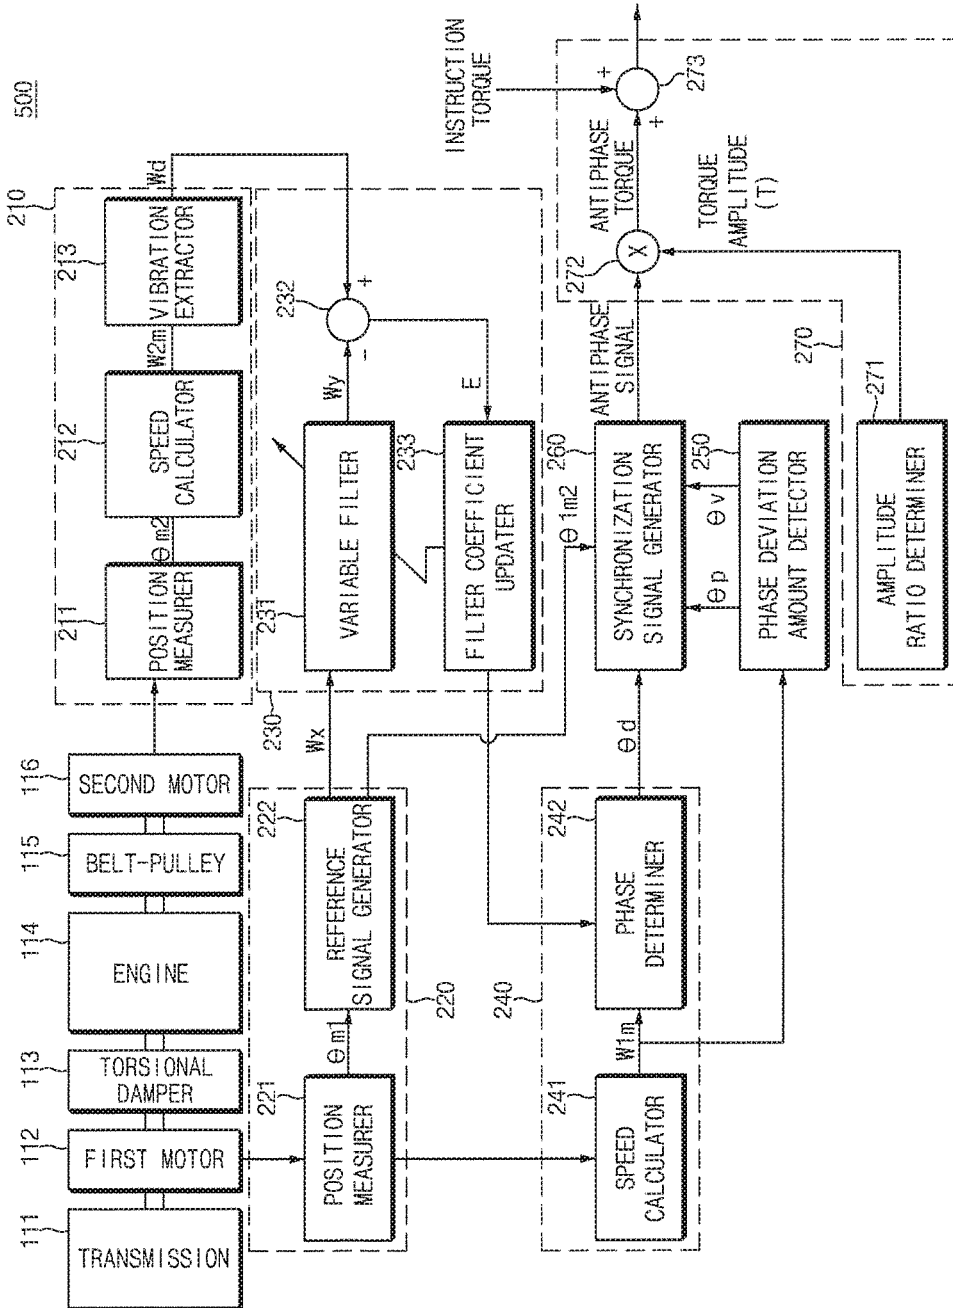 500
111
TRANSMISSION
112
FIRST MOTOR
113
TORSIONAL
DAMPER
114
ENGINE
115
BELT-PULLEY
116
SECOND MOTOR
210
211
POSITION
MEASURER
θm2
212
SPEED
CALCULATOR
W2m
213
VIBRATION
EXTRACTOR
Wd
220
221
POSITION
MEASURER
θm1
222
REFERENCE
SIGNAL GENERATOR
Wx
230
231
VARIABLE FILTER
Wy
232
+
-
E
233
FILTER COEFFICIENT
UPDATER
θ1m2
240
241
SPEED
CALCULATOR
W1m
242
PHASE
DETERMINER
θd
260
SYNCHRONIZATION
SIGNAL GENERATOR
ANTIPHASE
SIGNAL
θp
θv
250
PHASE DEVIATION
AMOUNT DETECTOR
270
271
AMPLITUDE
RATIO DETERMINER
272
X
ANTIPHASE
TORQUE
TORQUE
AMPLITUDE
(T)
INSTRUCTION
TORQUE
+
+
273